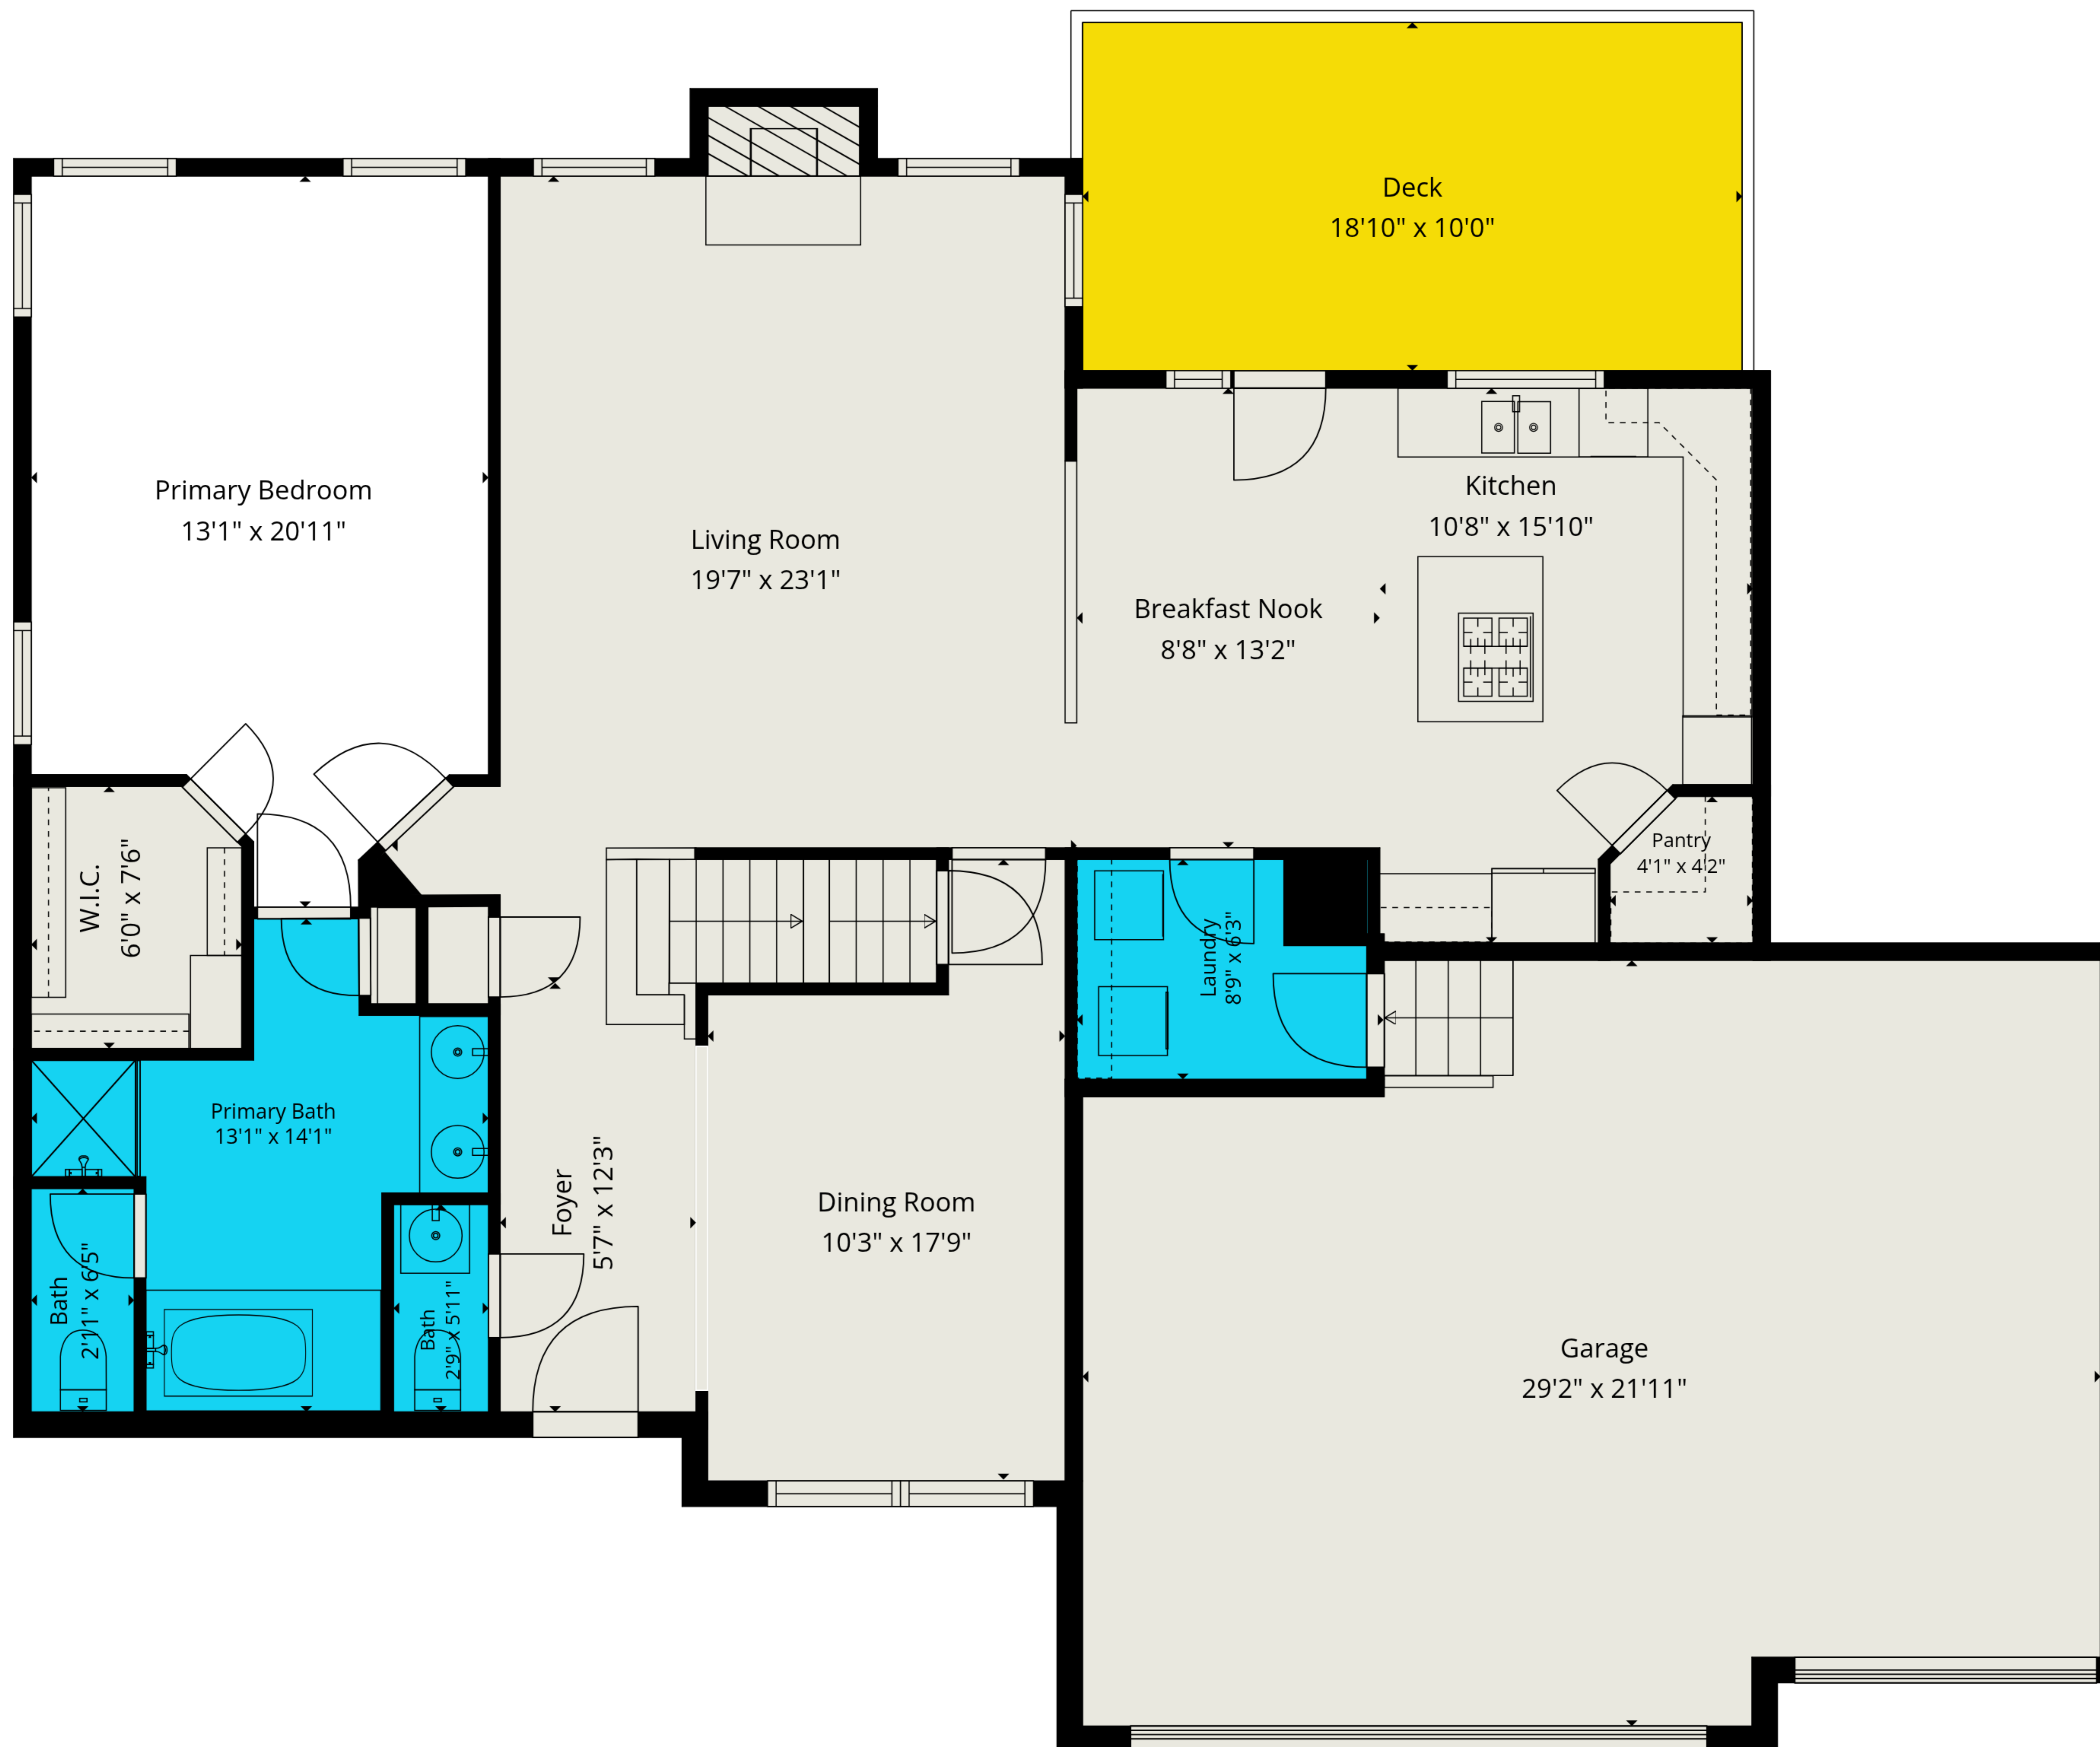 Deck
18'10" x 10'0"
Primary Bedroom
13'1" x 20'11"
Living Room
19'7" x 23'1"
Kitchen
10'8" x 15'10"
Breakfast Nook
8'8" x 13'2"
Pantry
4'1" x 4'2"
W.I.C.
6'0" x 7'6"
Laundry
8'9" x 6'3"
Primary Bath
13'1" x 14'1"
Foyer
5'7" x 12'3"
Dining Room
10'3" x 17'9"
Bath
2'11" x 6'5"
Bath
2'9" x 5'11"
Garage
29'2" x 21'11"